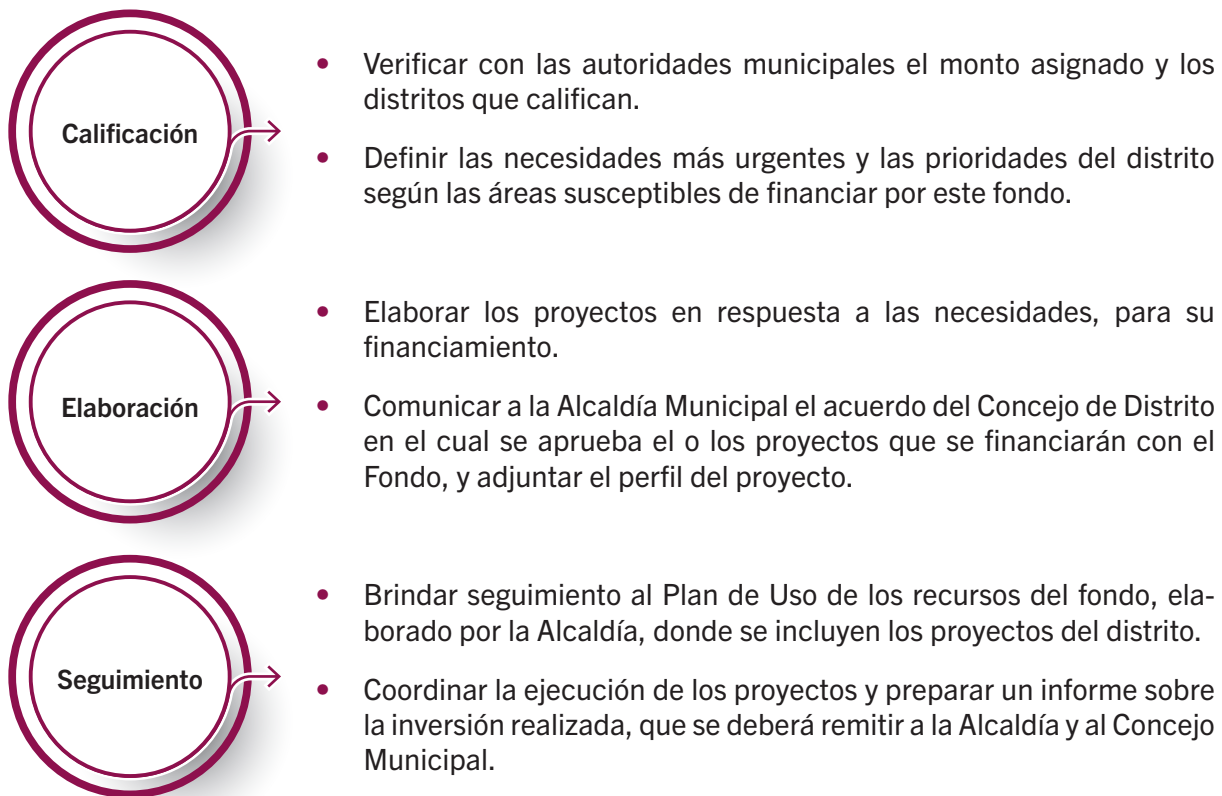 Calificación
• Verificar con las autoridades municipales el monto asignado y los
distritos que califican.
• Definir las necesidades más urgentes y las prioridades del distrito
según las áreas susceptibles de financiar por este fondo.
Elaboración
• Elaborar los proyectos en respuesta a las necesidades, para su
financiamiento.
• Comunicar a la Alcaldía Municipal el acuerdo del Concejo de Distrito
en el cual se aprueba el o los proyectos que se financiarán con el
Fondo, y adjuntar el perfil del proyecto.
Seguimiento
• Brindar seguimiento al Plan de Uso de los recursos del fondo, ela-
borado por la Alcaldía, donde se incluyen los proyectos del distrito.
• Coordinar la ejecución de los proyectos y preparar un informe sobre
la inversión realizada, que se deberá remitir a la Alcaldía y al Concejo
Municipal.